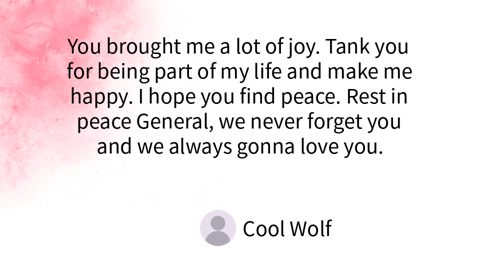 You brought me a lot of joy. Tank you
for being part of my life and make me
happy. I hope you find peace. Rest in
peace General, we never forget you
and we always gonna love you.
Cool Wolf